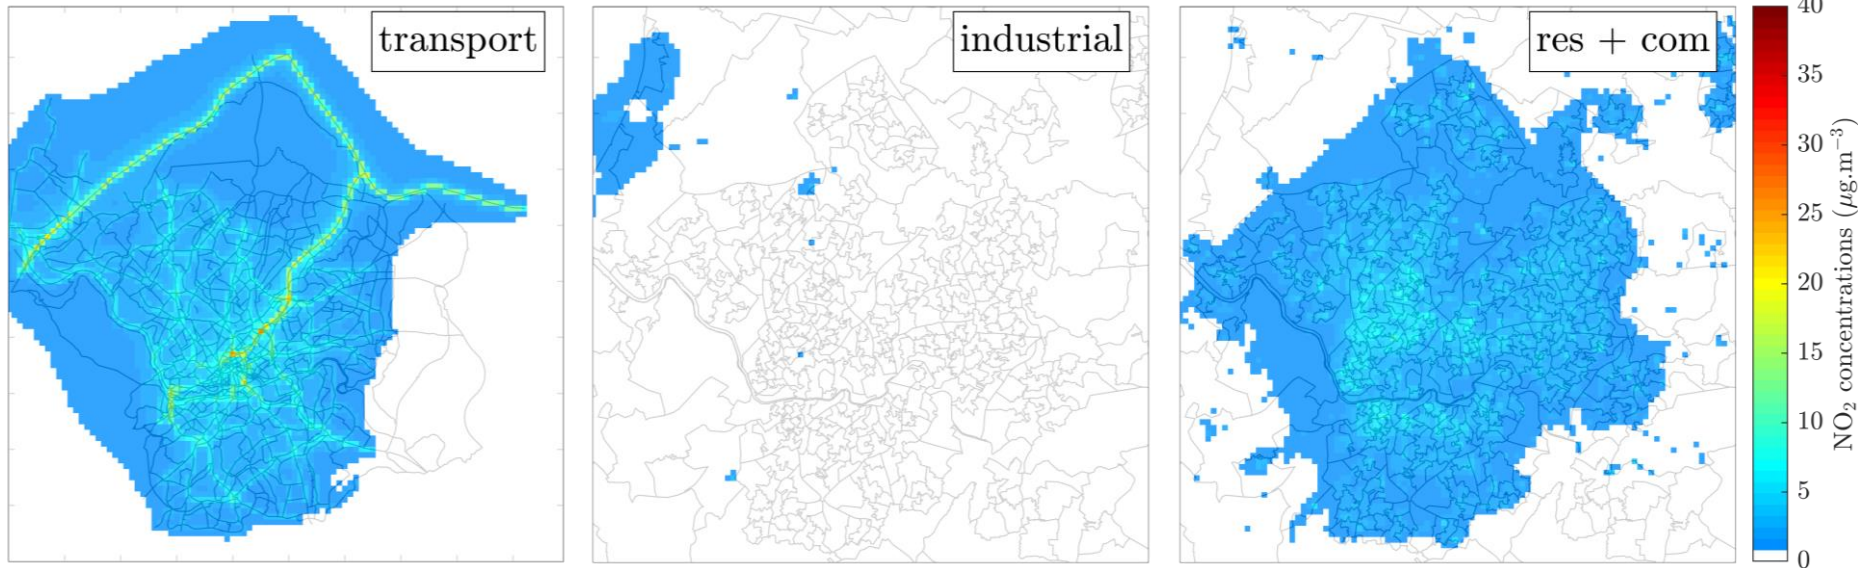 transport
industrial
res + com
40
35
30
25
20
15
10
5
0
NO₂ concentrations (μg.m⁻³)